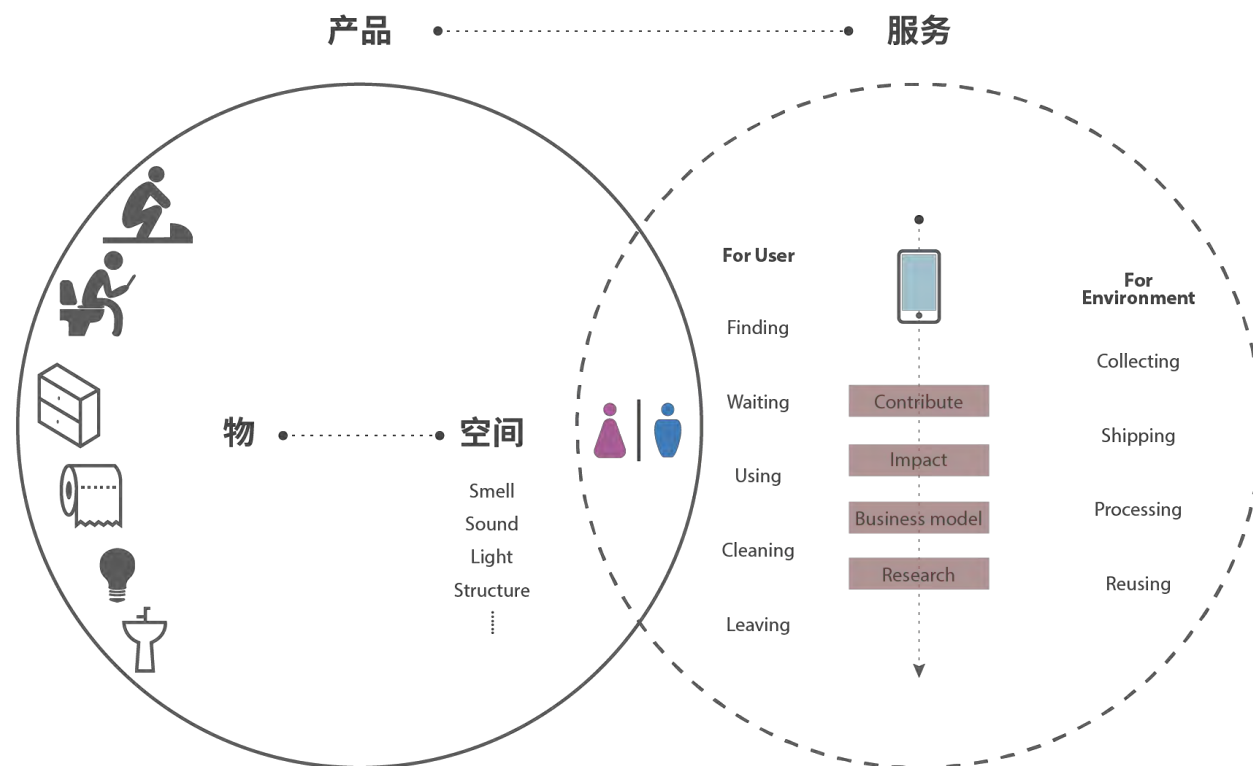 产品
服务
物
空间
Smell
Sound
Light
Structure
For User
Finding
Waiting
Using
Cleaning
Leaving
Contribute
Impact
Business model
Research
For
Environment
Collecting
Shipping
Processing
Reusing